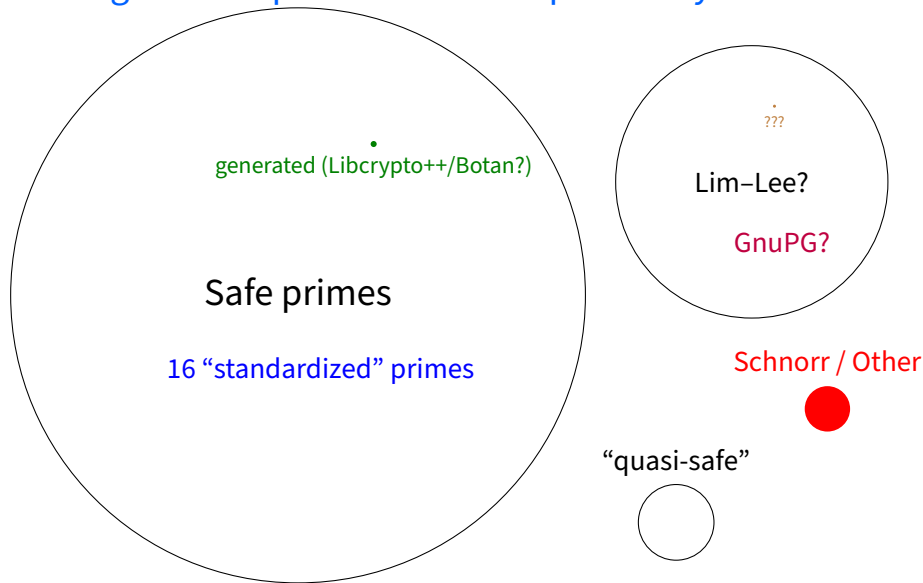 generated (Libcrypto++/Botan?)
Safe primes
16 “standardized” primes
???
Lim–Lee?
GnuPG?
Schnorr / Other
“quasi-safe”